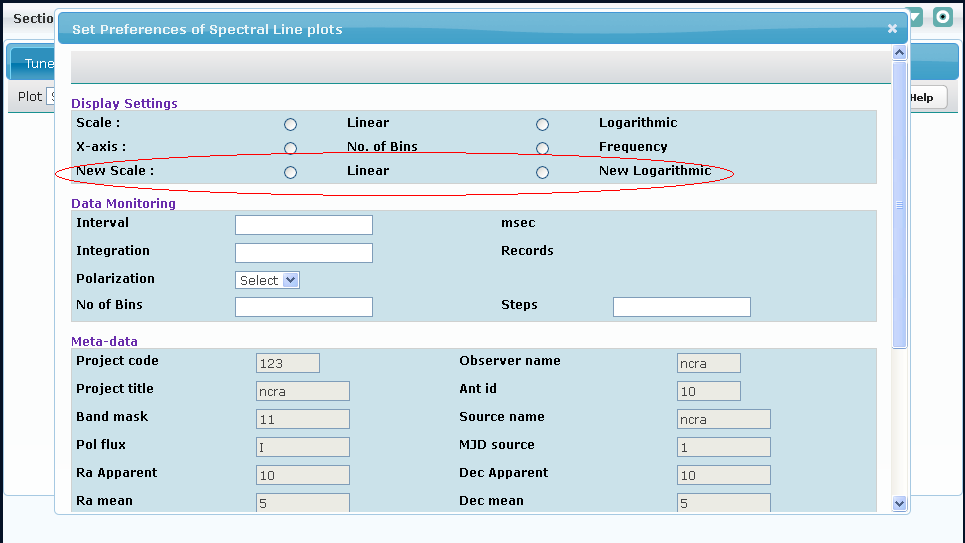 Sectio
Set Preferences of Spectral Line plots
Tune
Plot
Help
Display Settings
Scale : Linear Logarithmic
X-axis : No. of Bins Frequency
New Scale : Linear New Logarithmic
Data Monitoring
Interval msec
Integration Records
Polarization Select
No of Bins Steps
Meta-data
Project code 123 Observer name ncra
Project title ncra Ant id 10
Band mask 11 Source name ncra
Pol flux I MJD source 1
Ra Apparent 10 Dec Apparent 10
Ra mean 5 Dec mean 5